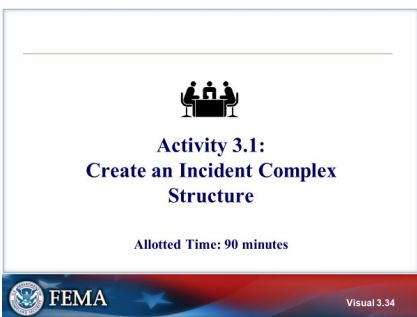 Activity 3.1:
Create an Incident Complex
Structure
Allotted Time: 90 minutes
FEMA
Visual 3.34